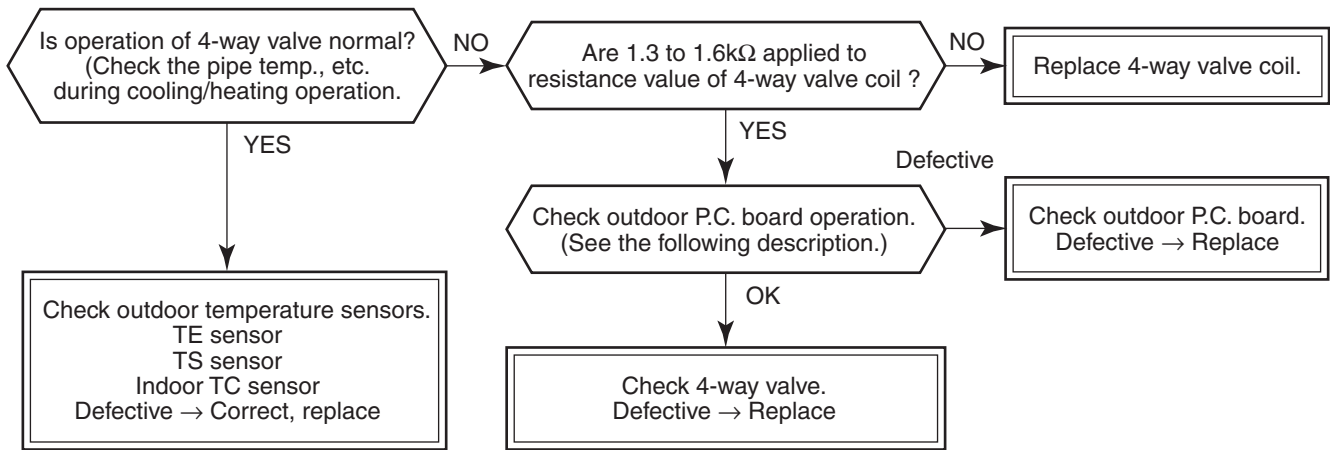 Is operation of 4-way valve normal?
(Check the pipe temp., etc.
during cooling/heating operation.
NO
Are 1.3 to 1.6kΩ applied to
resistance value of 4-way valve coil ?
NO
Replace 4-way valve coil.
YES
YES
Defective
Check outdoor P.C. board operation.
(See the following description.)
Check outdoor P.C. board.
Defective → Replace
OK
Check outdoor temperature sensors.
TE sensor
TS sensor
Indoor TC sensor
Defective → Correct, replace
Check 4-way valve.
Defective → Replace